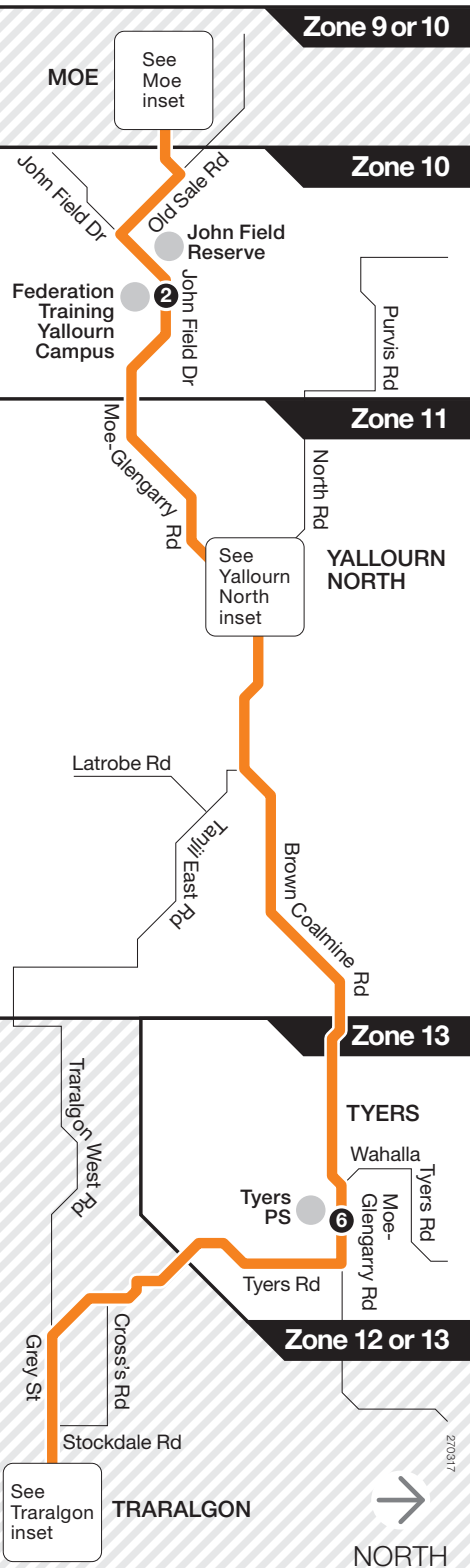 Zone 9 or 10
MOE
See
Moe
inset
Zone 10
John Field Dr
Old Sale Rd
John Field
Reserve
Federation
Training
Yallourn
Campus
2
John Field Dr
Purvis Rd
Zone 11
Moe-Glengarry Rd
North Rd
See
Yallourn
North
inset
YALLOURN
NORTH
Latrobe Rd
Tanjil East Rd
Brown Coalmine Rd
Zone 13
Traralgon West Rd
TYERS
Wahalla
Tyers Rd
Tyers
PS
6
Moe-
Glengarry Rd
Tyers Rd
Zone 12 or 13
Cross's Rd
Grey St
Stockdale Rd
270317
See
Traralgon
inset
TRARALGON
NORTH